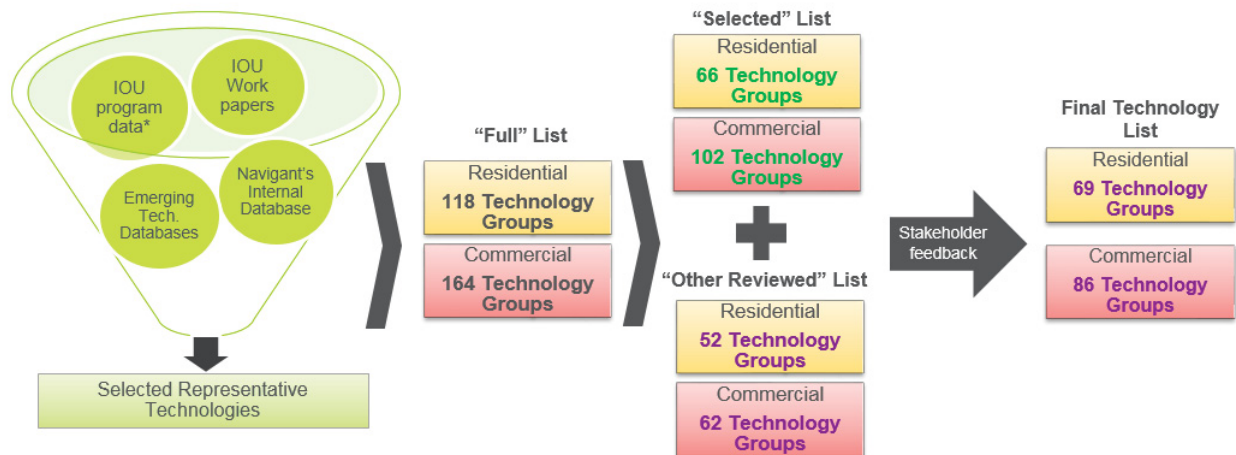 IOU
program
data*
IOU
Work
papers
Emerging
Tech.
Databases
Navigant's
Internal
Database
Selected Representative
Technologies
“Full” List
Residential
118 Technology
Groups
Commercial
164 Technology
Groups
“Selected” List
Residential
66 Technology
Groups
Commercial
102 Technology
Groups
“Other Reviewed” List
Residential
52 Technology
Groups
Commercial
62 Technology
Groups
Stakeholder
feedback
Final Technology
List
Residential
69 Technology
Groups
Commercial
86 Technology
Groups